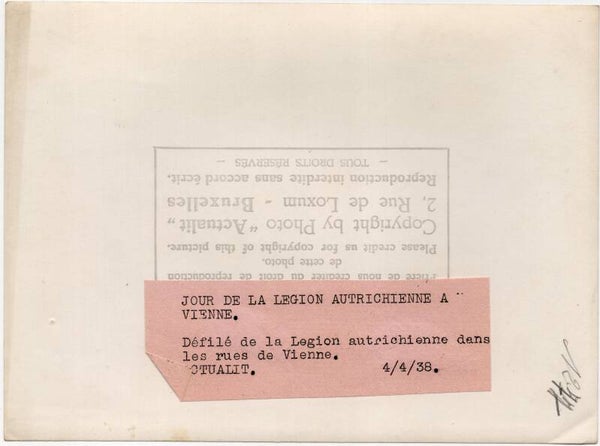 JOUR DE LA LEGION AUTRICHIENNE A
VIENNE.
Défilé de la Legion autrichienne dans
les rues de Vienne.
CTUALIT. 4/4/38.
Prière de nous créditer du droit de reproduction
de cette photo.
Please credit us for copyright of this picture.
Copyright by Photo "Actualit"
2, Rue de Loxum - Bruxelles
Reproduction interdite sans accord écrit.
— TOUS DROITS RÉSERVÉS —